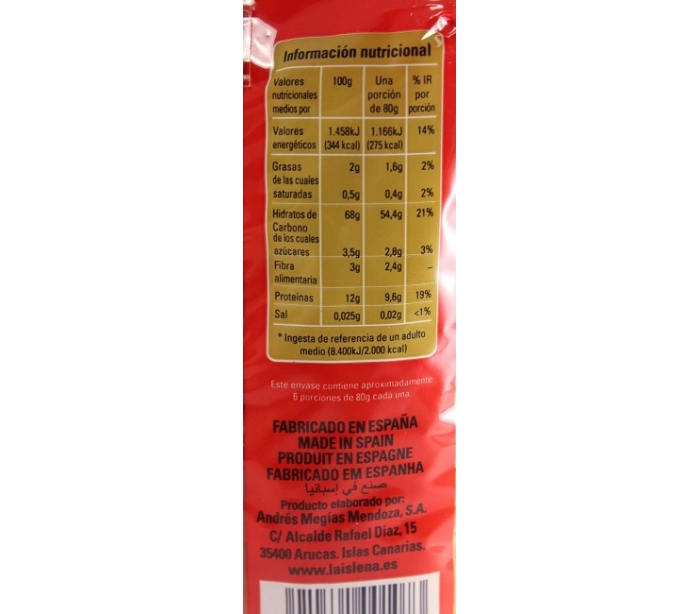 Información nutricional
Valores nutricionales medios por 100g Una porción de 80g % IR por porción
Valores energéticos 1.458kJ (344 kcal) 1.166kJ (275 kcal) 14%
Grasas 2g 1,6g 2%
de las cuales saturadas 0,5g 0,4g 2%
Hidratos de Carbono 68g 54,4g 21%
de los cuales azúcares 3,5g 2,8g 3%
Fibra alimentaria 3g 2,4g –
Proteinas 12g 9,6g 19%
Sal 0,025g 0,02g <1%
* Ingesta de referencia de un adulto
medio (8.400kJ/2.000 kcal)
Este envase contiene aproximadamente
6 porciones de 80g cada una.
FABRICADO EN ESPAÑA
MADE IN SPAIN
PRODUIT EN ESPAGNE
FABRICADO EM ESPANHA
صنع في إسبانيا
Producto elaborado por:
Andrés Megías Mendoza, S.A.
C/ Alcalde Rafael Díaz, 15
35400 Arucas. Islas Canarias.
www.laislena.es